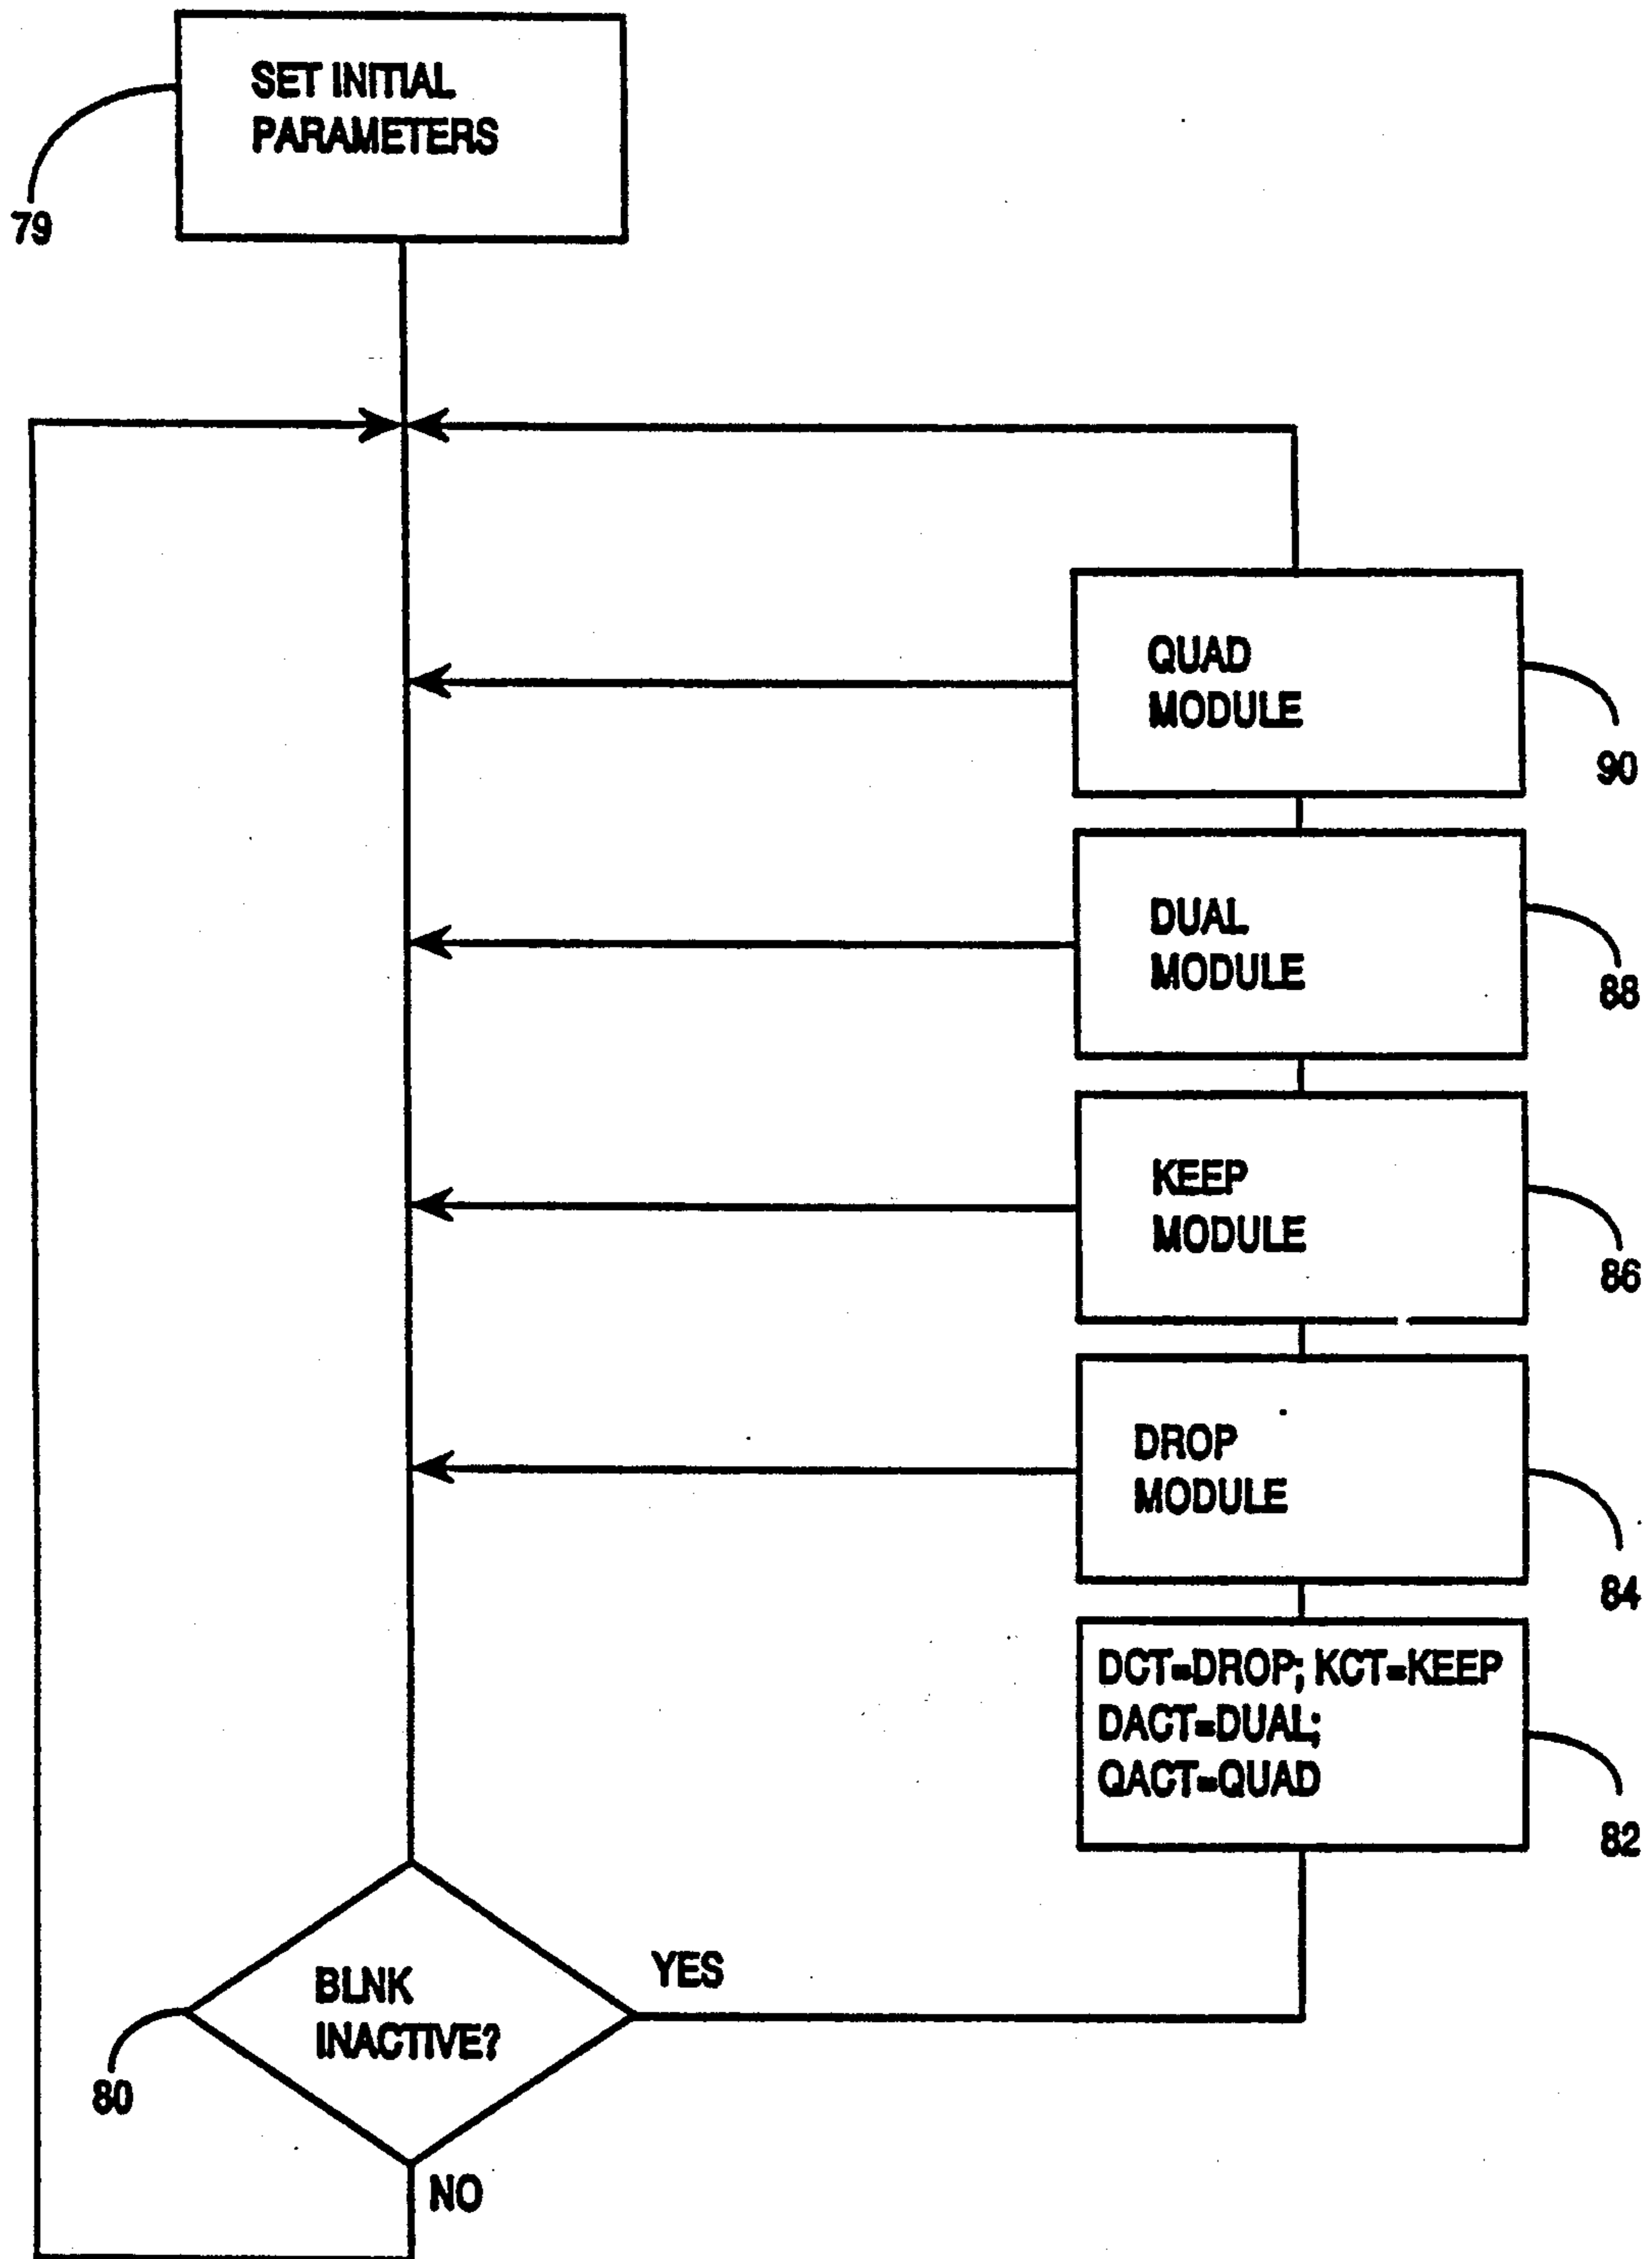 SET INITIAL
PARAMETERS
79
QUAD
MODULE
90
DUAL
MODULE
88
KEEP
MODULE
86
DROP
MODULE
84
DCT=DROP; KCT=KEEP
DACT=DUAL;
QACT=QUAD
82
YES
BLNK
INACTIVE?
80
NO